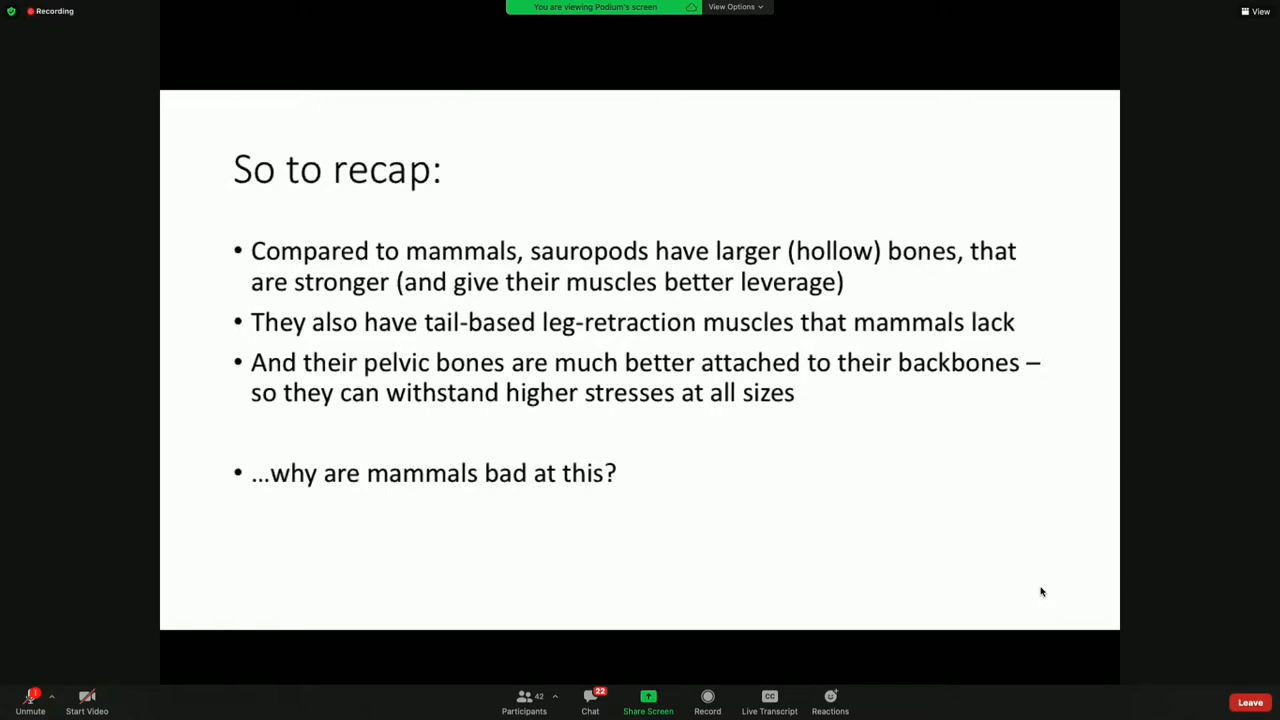 Recording
You are viewing Podium's screen
View Options
View
So to recap:
• Compared to mammals, sauropods have larger (hollow) bones, that
are stronger (and give their muscles better leverage)
• They also have tail-based leg-retraction muscles that mammals lack
• And their pelvic bones are much better attached to their backbones –
so they can withstand higher stresses at all sizes
• ...why are mammals bad at this?
Unmute
Start Video
42
Participants
22
Chat
Share Screen
Record
CC
Live Transcript
Reactions
Leave